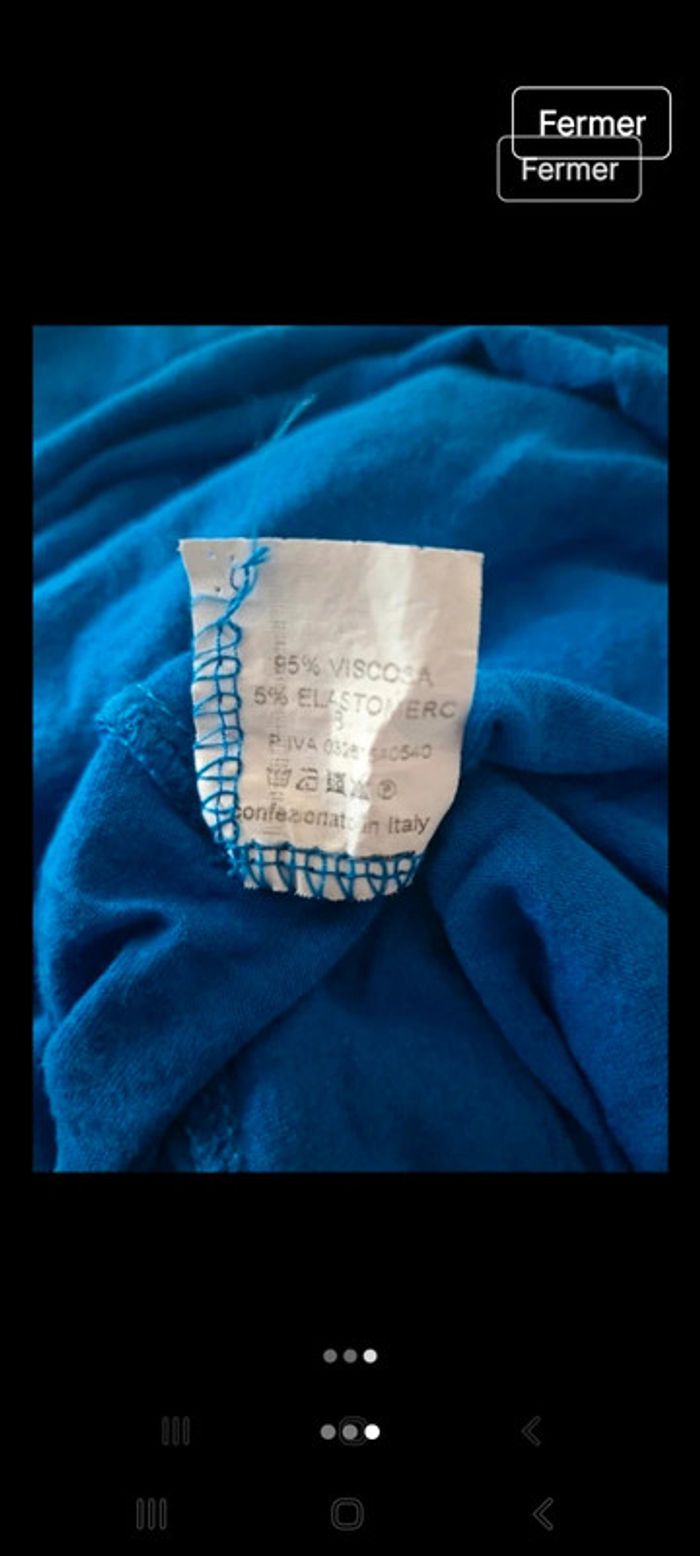 Fermer
Fermer
95% VISCOSA
5% ELASTOMERO
P.IVA
confezionato in Italy